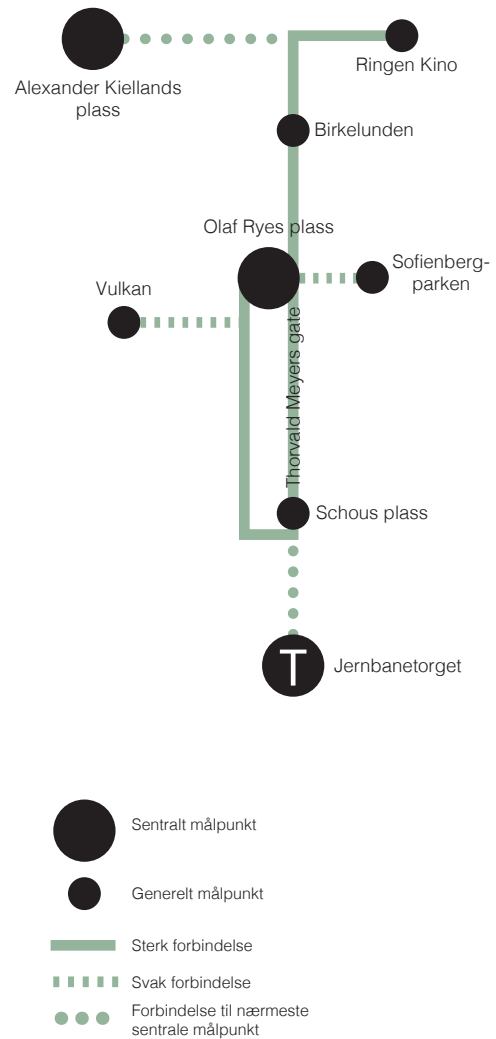 Ringen Kino
Alexander Kiellands
plass
Birkelunden
Olaf Ryes plass
Sofienberg-
parken
Vulkan
Thorvald Meyers gate
Schous plass
T
Jernbanetorget
Sentralt målpunkt
Generelt målpunkt
Sterk forbindelse
Svak forbindelse
Forbindelse til nærmeste
sentrale målpunkt